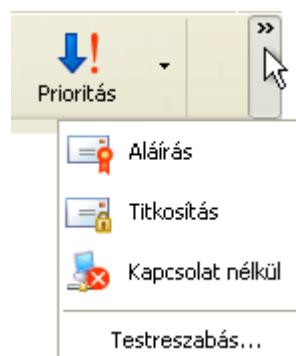 »
Prioritás
Aláírás
Titkosítás
Kapcsolat nélkül
Testreszabás...